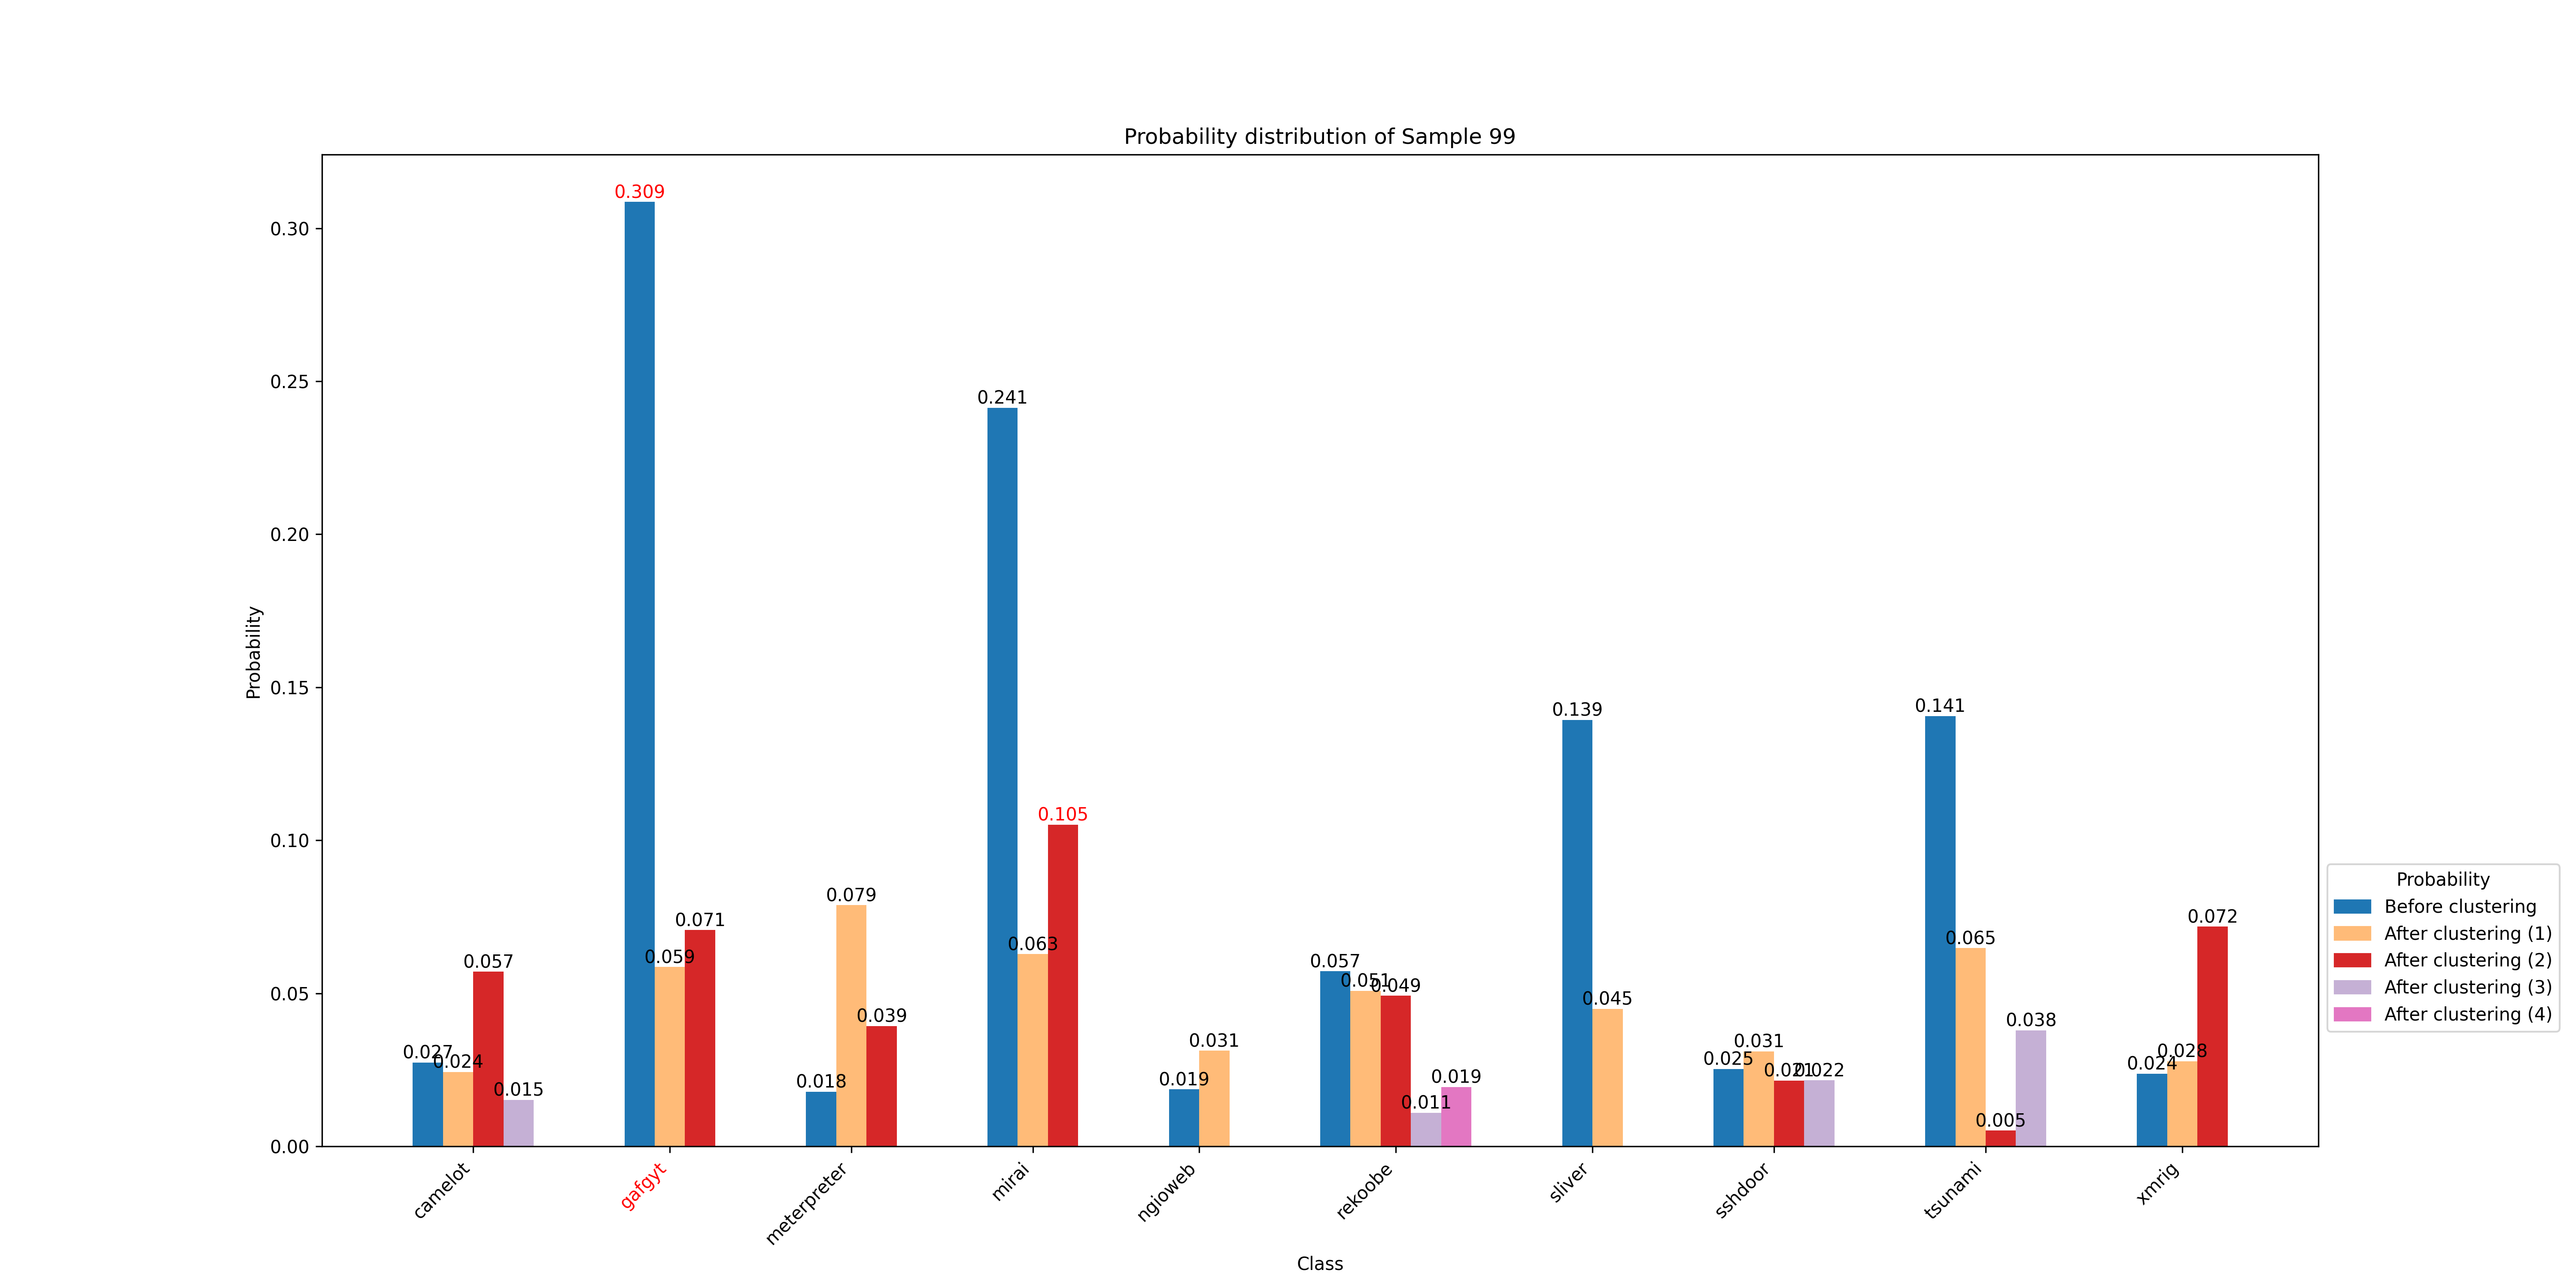 Probability distribution of Sample 99
Probability
0.30
0.25
0.20
0.15
0.10
0.05
0.00
0.027
0.024
0.057
0.015
0.309
0.059
0.071
0.018
0.079
0.039
0.241
0.063
0.105
0.019
0.031
0.057
0.051
0.049
0.011
0.019
0.139
0.045
0.025
0.031
0.021
0.022
0.141
0.065
0.005
0.038
0.024
0.028
0.072
camelot
gafgyt
meterpreter
mirai
ngioweb
rekoobe
sliver
sshdoor
tsunami
xmrig
Class
Probability
Before clustering
After clustering (1)
After clustering (2)
After clustering (3)
After clustering (4)